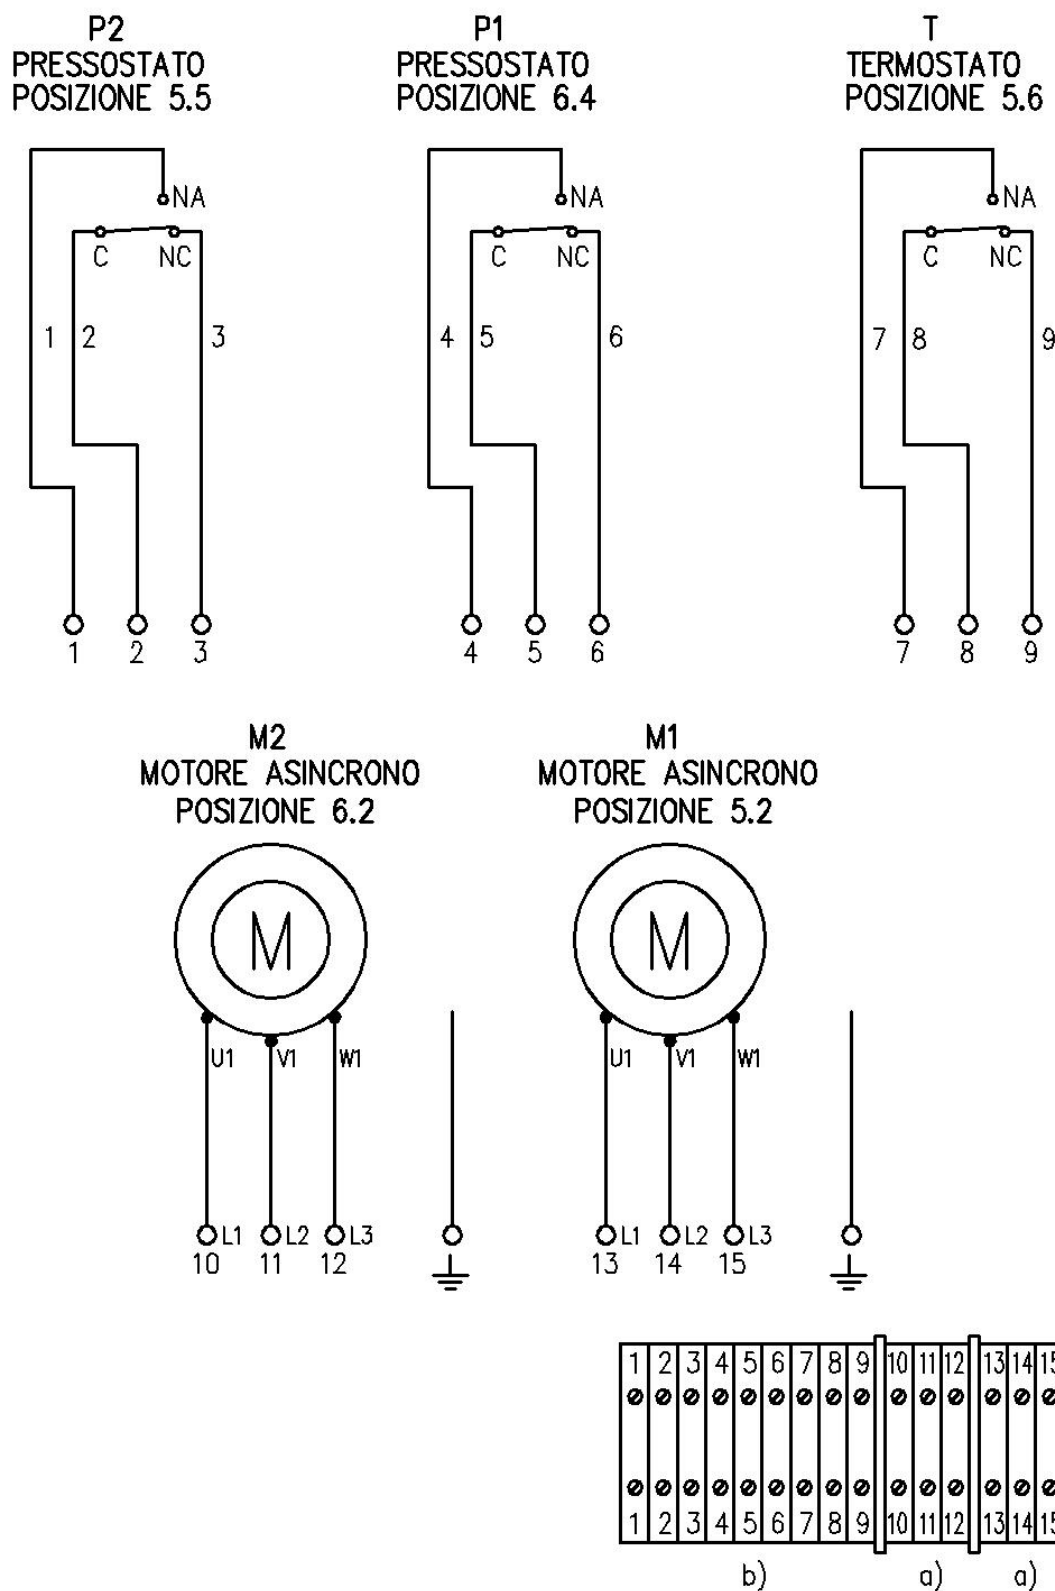 P2
PRESSOSTATO
POSIZIONE 5.5
P1
PRESSOSTATO
POSIZIONE 6.4
T
TERMOSTATO
POSIZIONE 5.6
NA
C NC
1 2 3
1 2 3
NA
C NC
4 5 6
4 5 6
NA
C NC
7 8 9
7 8 9
M2
MOTORE ASINCRONO
POSIZIONE 6.2
M
U1 V1 W1
L1 L2 L3
10 11 12
M1
MOTORE ASINCRONO
POSIZIONE 5.2
M
U1 V1 W1
L1 L2 L3
13 14 15
1 2 3 4 5 6 7 8 9 10 11 12 13 14 15
1 2 3 4 5 6 7 8 9 10 11 12 13 14 15
b) a) a)